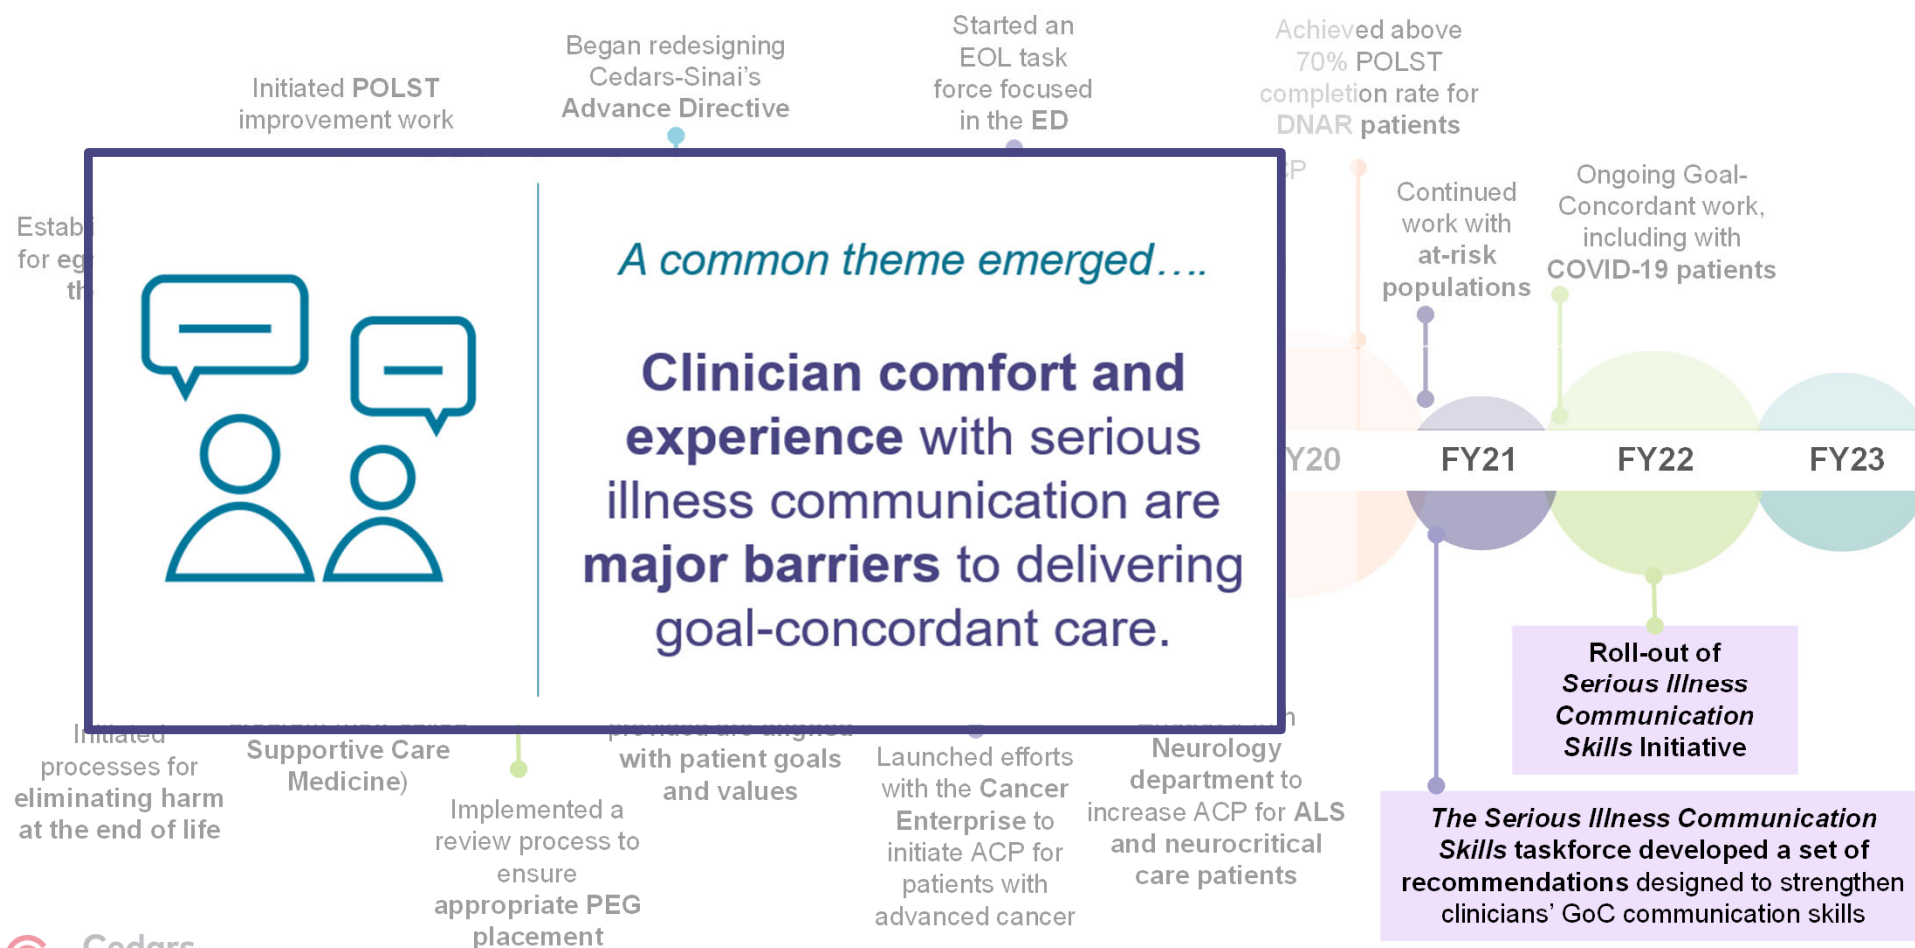 Initiated POLST
improvement work
Began redesigning
Cedars-Sinai's
Advance Directive
Started an
EOL task
force focused
in the ED
Achieved above
70% POLST
completion rate for
DNAR patients
Continued
work with
at-risk
populations
Ongoing Goal-
Concordant work,
including with
COVID-19 patients
for
A common theme emerged....
Clinician comfort and
experience with serious
illness communication are
major barriers to delivering
goal-concordant care.
FY21
FY22
FY23
Initiated
processes for
eliminating harm
at the end of life
Supportive Care
Medicine)
Implemented a
review process to
ensure
appropriate PEG
placement
provided are aligned
with patient goals
and values
Launched efforts
with the Cancer
Enterprise to
initiate ACP for
patients with
advanced cancer
Neurology
department to
increase ACP for ALS
and neurocritical
care patients
Roll-out of
Serious Illness
Communication
Skills Initiative
The Serious Illness Communication
Skills taskforce developed a set of
recommendations designed to strengthen
clinicians' GoC communication skills
Cedars